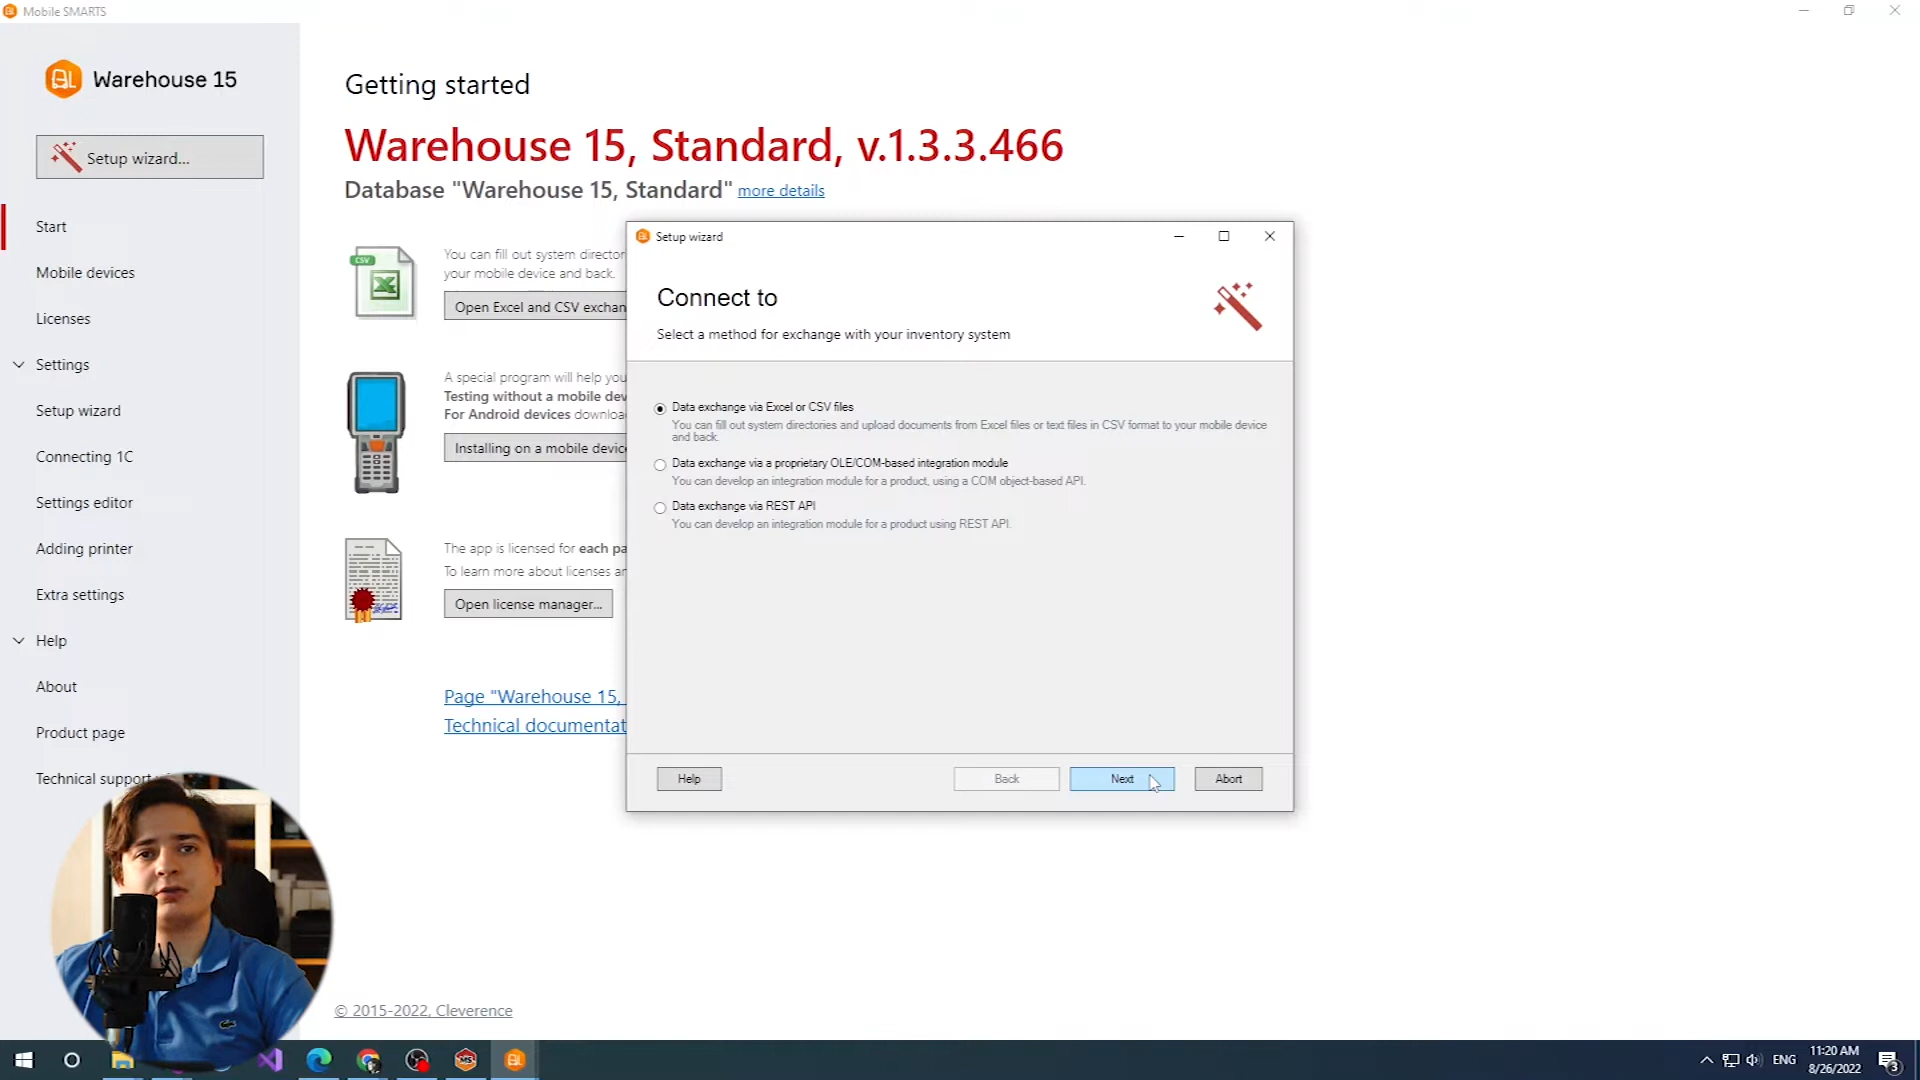 Mobile SMARTS
Warehouse 15
Setup wizard...
Start
Mobile devices
Licenses
Settings
Setup wizard
Connecting 1C
Settings editor
Adding printer
Extra settings
Help
About
Product page
Technical support
Getting started
Warehouse 15, Standard, v.1.3.3.466
Database "Warehouse 15, Standard" more details
CSV
You can fill out system director
your mobile device and back.
Open Excel and CSV exchan
A special program will help you
Testing without a mobile dev
For Android devices downloa
Installing on a mobile device
The app is licensed for each pa
To learn more about licenses an
Open license manager...
Page "Warehouse 15,
Technical documentat
© 2015-2022, Cleverence
Setup wizard
Connect to
Select a method for exchange with your inventory system
Data exchange via Excel or CSV files
You can fill out system directories and upload documents from Excel files or text files in CSV format to your mobile device
and back.
Data exchange via a proprietary OLE/COM-based integration module
You can develop an integration module for a product, using a COM object-based API.
Data exchange via REST API
You can develop an integration module for a product using REST API.
Help
Back
Next
Abort
MS
ENG
11:20 AM
8/26/2022
3